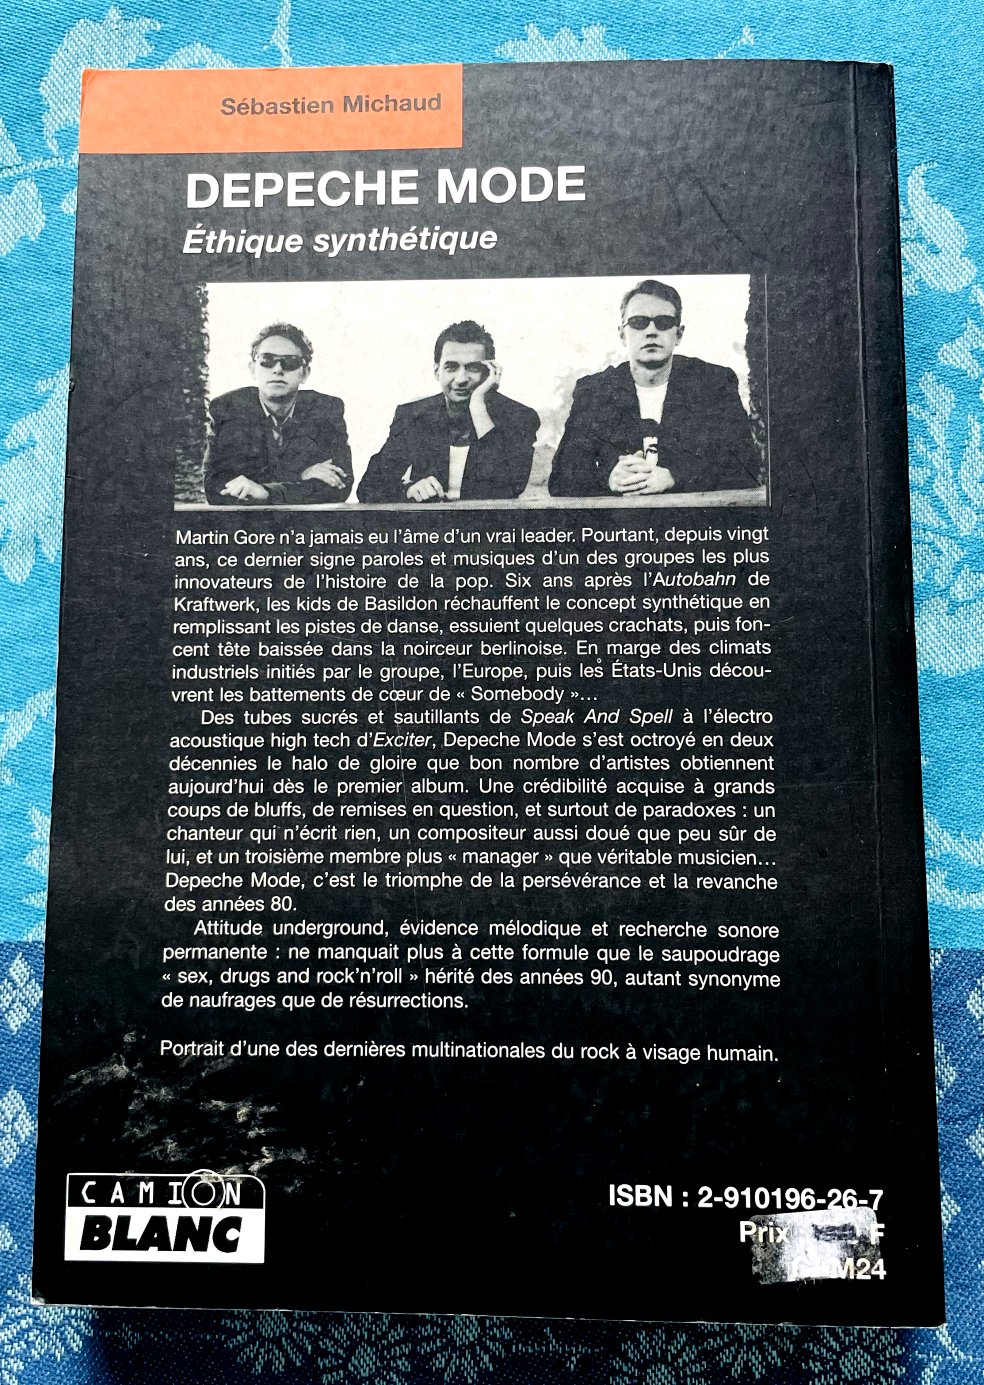 Sébastien Michaud
DEPECHE MODE
Éthique synthétique
Martin Gore n'a jamais eu l'âme d'un vrai leader. Pourtant, depuis vingt
ans, ce dernier signe paroles et musiques d'un des groupes les plus
innovateurs de l'histoire de la pop. Six ans après l'Autobahn de
Kraftwerk, les kids de Basildon réchauffent le concept synthétique en
remplissant les pistes de danse, essuient quelques crachats, puis fon-
cent tête baissée dans la noirceur berlinoise. En marge des climats
industriels initiés par le groupe, l'Europe, puis les États-Unis décou-
vrent les battements de cœur de « Somebody »...
Des tubes sucrés et sautillants de Speak And Spell à l'électro
acoustique high tech d'Exciter, Depeche Mode s'est octroyé en deux
décennies le halo de gloire que bon nombre d'artistes obtiennent
aujourd'hui dès le premier album. Une crédibilité acquise à grands
coups de bluffs, de remises en question, et surtout de paradoxes : un
chanteur qui n'écrit rien, un compositeur aussi doué que peu sûr de
lui, et un troisième membre plus « manager » que véritable musicien...
Depeche Mode, c'est le triomphe de la persévérance et la revanche
des années 80.
Attitude underground, évidence mélodique et recherche sonore
permanente : ne manquait plus à cette formule que le saupoudrage
« sex, drugs and rock'n'roll » hérité des années 90, autant synonyme
de naufrages que de résurrections.
Portrait d'une des dernières multinationales du rock à visage humain.
CAMION
BLANC
ISBN : 2-910196-26-7
Prix F
M24